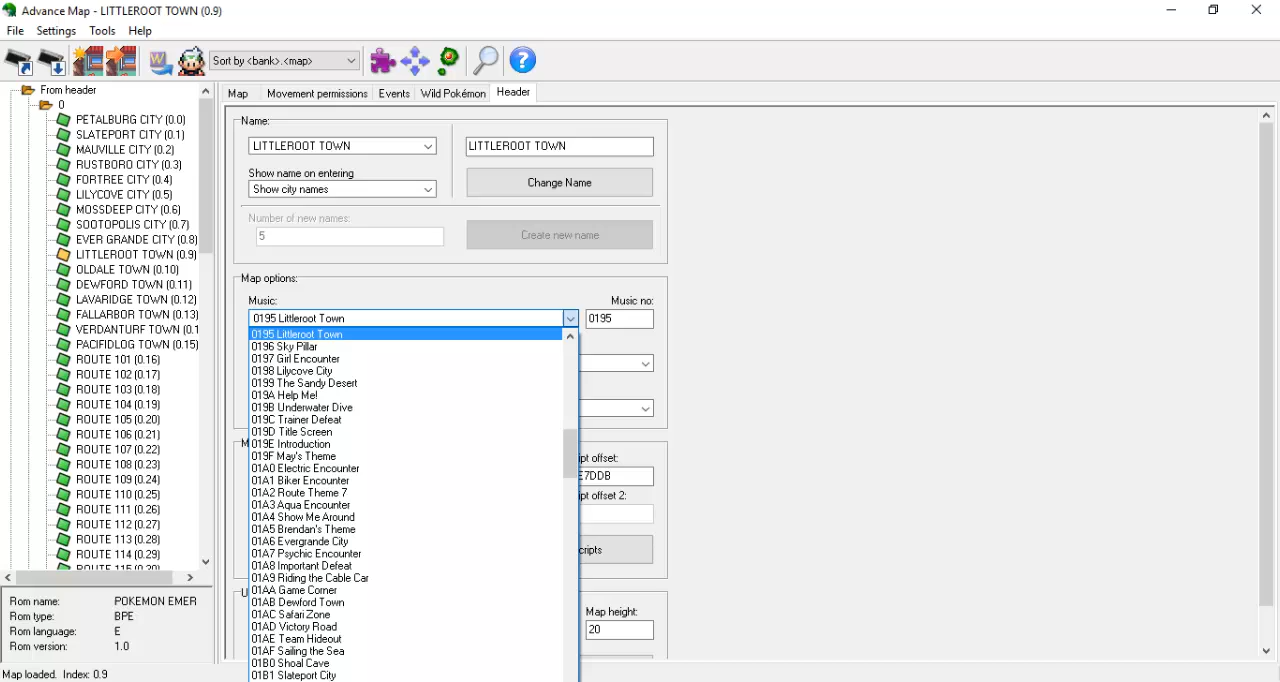 Advance Map - LITTLEROOT TOWN (0.9)
File Settings Tools Help
Sort by <bank>.<map>
From header
0
PETALBURG CITY (0.0)
SLATEPORT CITY (0.1)
MAUVILLE CITY (0.2)
RUSTBORO CITY (0.3)
FORTREE CITY (0.4)
LILYCOVE CITY (0.5)
MOSSDEEP CITY (0.6)
SOOTOPOLIS CITY (0.7)
EVER GRANDE CITY (0.8)
LITTLEROOT TOWN (0.9)
OLDALE TOWN (0.10)
DEWFORD TOWN (0.11)
LAVARIDGE TOWN (0.12)
FALLARBOR TOWN (0.13)
VERDANTURF TOWN (0.1
PACIFIDLOG TOWN (0.15)
ROUTE 101 (0.16)
ROUTE 102 (0.17)
ROUTE 103 (0.18)
ROUTE 104 (0.19)
ROUTE 105 (0.20)
ROUTE 106 (0.21)
ROUTE 107 (0.22)
ROUTE 108 (0.23)
ROUTE 109 (0.24)
ROUTE 110 (0.25)
ROUTE 111 (0.26)
ROUTE 112 (0.27)
ROUTE 113 (0.28)
ROUTE 114 (0.29)
Rom name: POKEMON EMER
Rom type: BPE
Rom language: E
Rom version: 1.0
Map loaded. Index: 0.9
Map Movement permissions Events Wild Pokémon Header
Name:
LITTLEROOT TOWN
LITTLEROOT TOWN
Show name on entering
Show city names
Change Name
Number of new names:
5
Create new name
Map options:
Music:
Music no:
0195 Littleroot Town
0195
0195 Littleroot Town
0196 Sky Pillar
0197 Girl Encounter
0198 Lilycove City
0199 The Sandy Desert
019A Help Me!
019B Underwater Dive
019C Trainer Defeat
019D Title Screen
019E Introduction
019F May's Theme
01A0 Electric Encounter
01A1 Biker Encounter
01A2 Route Theme 7
01A3 Aqua Encounter
01A4 Show Me Around
01A5 Brendan's Theme
01A6 Evergrande City
01A7 Psychic Encounter
01A8 Important Defeat
01A9 Riding the Cable Car
01AA Game Corner
01AB Dewford Town
01AC Safari Zone
01AD Victory Road
01AE Team Hideout
01AF Sailing the Sea
01B0 Shoal Cave
01B1 Slateport City
ipt offset:
E7DDB
ipt offset 2:
cripts
Map height:
20